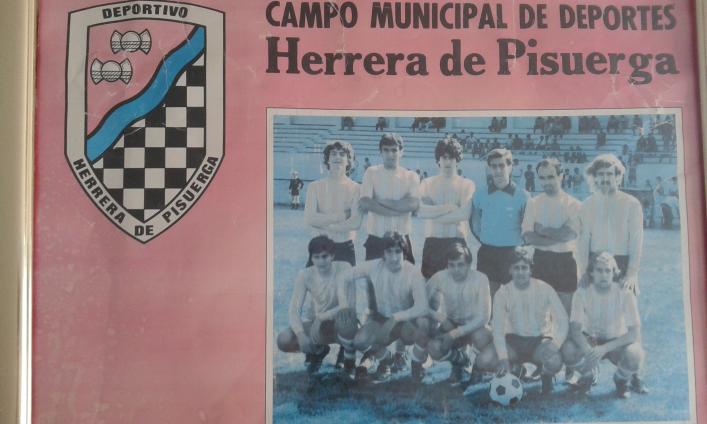 DEPORTIVO
HERRERA DE PISUERGA
CAMPO MUNICIPAL DE DEPORTES
Herrera de Pisuerga